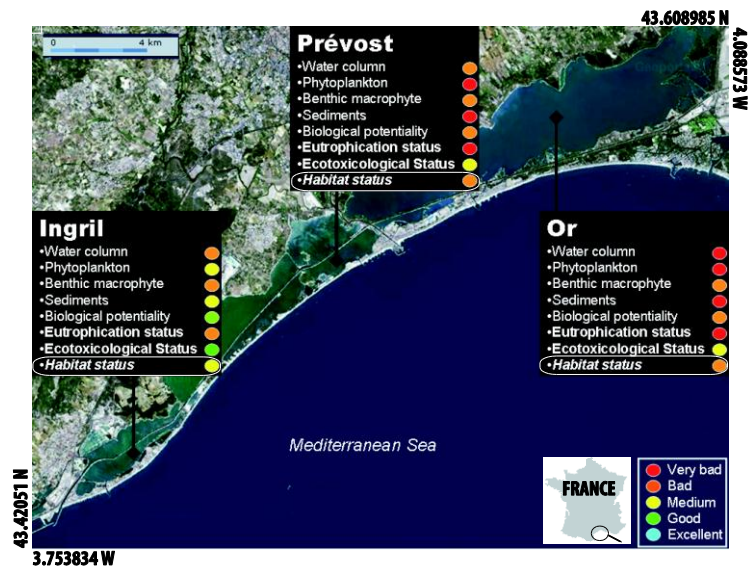 43.608985 N
4.088573 W
0 4 km
Prévost
•Water column
•Phytoplankton
•Benthic macrophyte
•Sediments
•Biological potentiality
•Eutrophication status
•Ecotoxicological Status
•Habitat status
Ingril
•Water column
•Phytoplankton
•Benthic macrophyte
•Sediments
•Biological potentiality
•Eutrophication status
•Ecotoxicological Status
•Habitat status
Or
•Water column
•Phytoplankton
•Benthic macrophyte
•Sediments
•Biological potentiality
•Eutrophication status
•Ecotoxicological Status
•Habitat status
Mediterranean Sea
FRANCE
Very bad
Bad
Medium
Good
Excellent
43.42051 N
3.753834 W